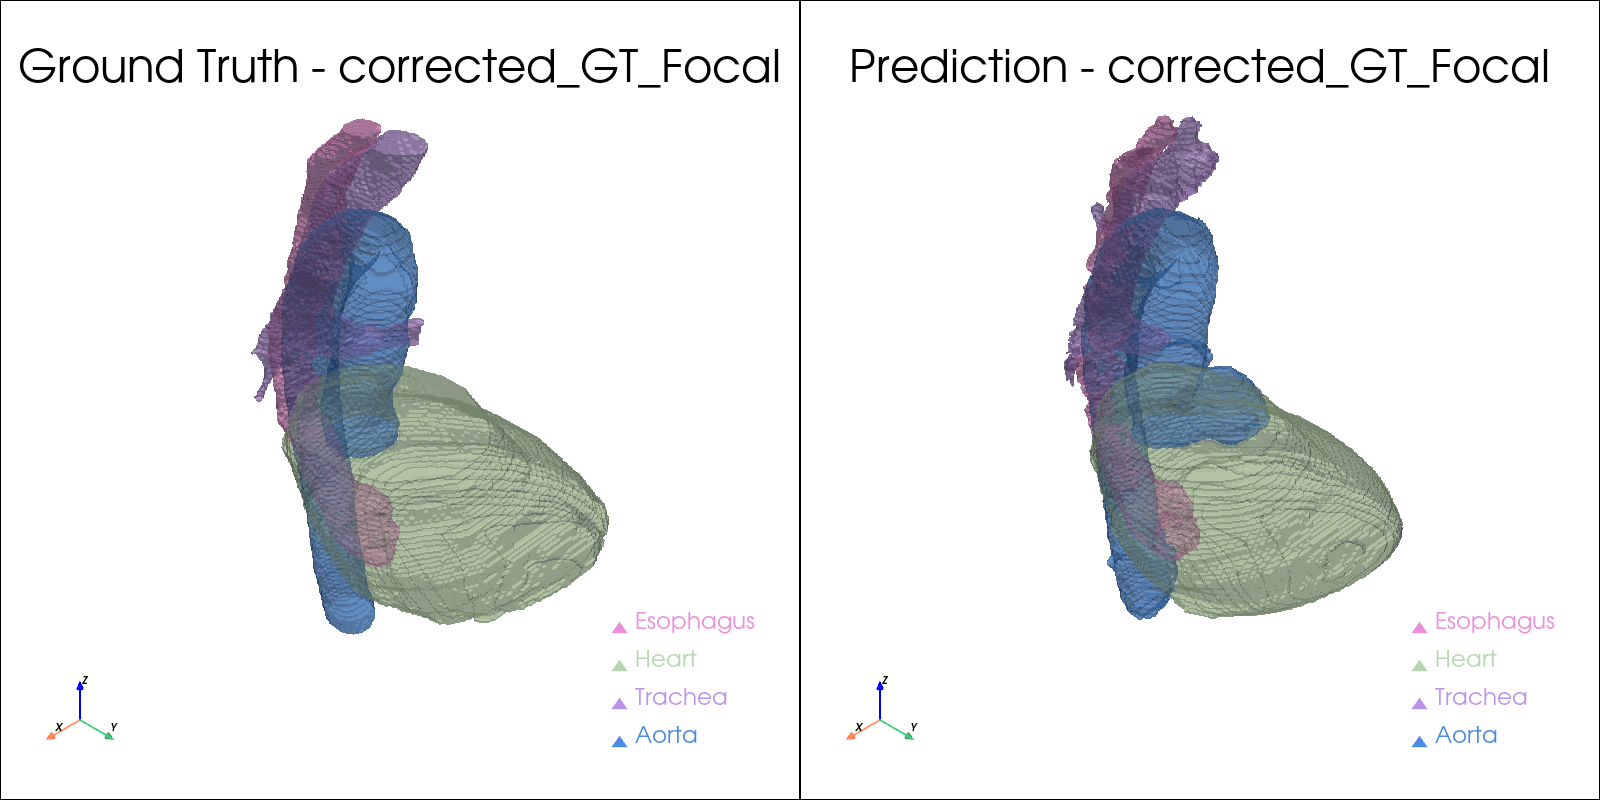 Ground Truth - corrected_GT_Focal
Esophagus
Heart
Trachea
Aorta
Z
X
Y
Prediction - corrected_GT_Focal
Esophagus
Heart
Trachea
Aorta
Z
X
Y